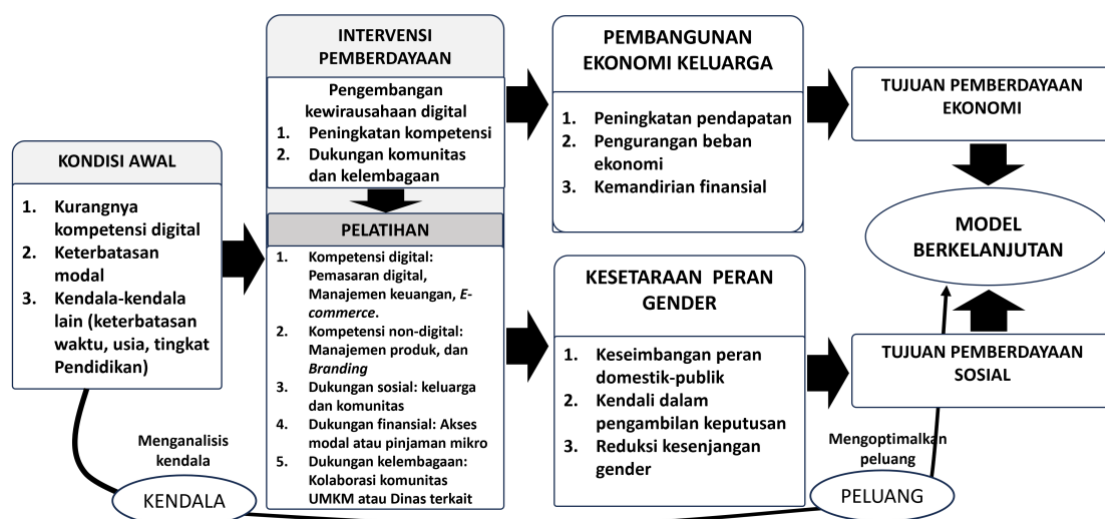 KONDISI AWAL
1. Kurangnya
kompetensi digital
2. Keterbatasan
modal
3. Kendala-kendala
lain (keterbatasan
waktu, usia, tingkat
Pendidikan)
INTERVENSI
PEMBERDAYAAN
Pengembangan
kewirausahaan digital
1. Peningkatan kompetensi
2. Dukungan komunitas
dan kelembagaan
PELATIHAN
1. Kompetensi digital:
Pemasaran digital,
Manajemen keuangan, E-
commerce.
2. Kompetensi non-digital:
Manajemen produk, dan
Branding
3. Dukungan sosial: keluarga
dan komunitas
4. Dukungan finansial: Akses
modal atau pinjaman mikro
5. Dukungan kelembagaan:
Kolaborasi komunitas
UMKM atau Dinas terkait
PEMBANGUNAN
EKONOMI KELUARGA
1. Peningkatan pendapatan
2. Pengurangan beban
ekonomi
3. Kemandirian finansial
KESETARAAN PERAN
GENDER
1. Keseimbangan peran
domestik-publik
2. Kendali dalam
pengambilan keputusan
3. Reduksi kesenjangan
gender
TUJUAN PEMBERDAYAAN
EKONOMI
MODEL
BERKELANJUTAN
TUJUAN PEMBERDAYAAN
SOSIAL
Menganalisis
kendala
KENDALA
Mengoptimalkan
peluang
PELUANG